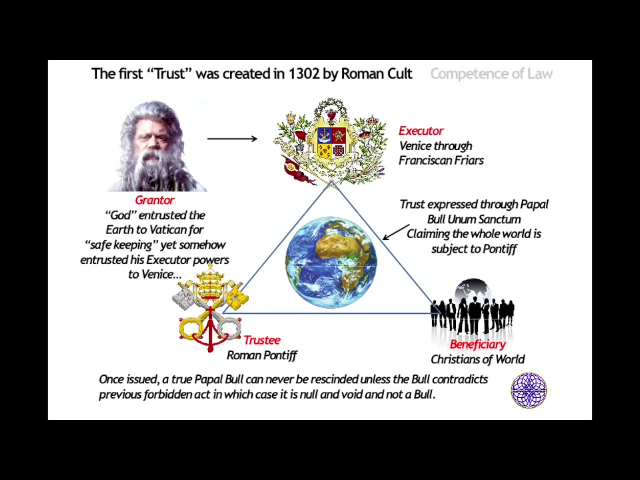 The first “Trust” was created in 1302 by Roman Cult
Competence of Law
Executor
Venice through
Franciscan Friars
Grantor
“God” entrusted the
Earth to Vatican for
“safe keeping” yet somehow
entrusted his Executor powers
to Venice...
Trust expressed through Papal
Bull Unum Sanctum
Claiming the whole world is
subject to Pontiff
Trustee
Roman Pontiff
Beneficiary
Christians of World
Once issued, a true Papal Bull can never be rescinded unless the Bull contradicts
previous forbidden act in which case it is null and void and not a Bull.